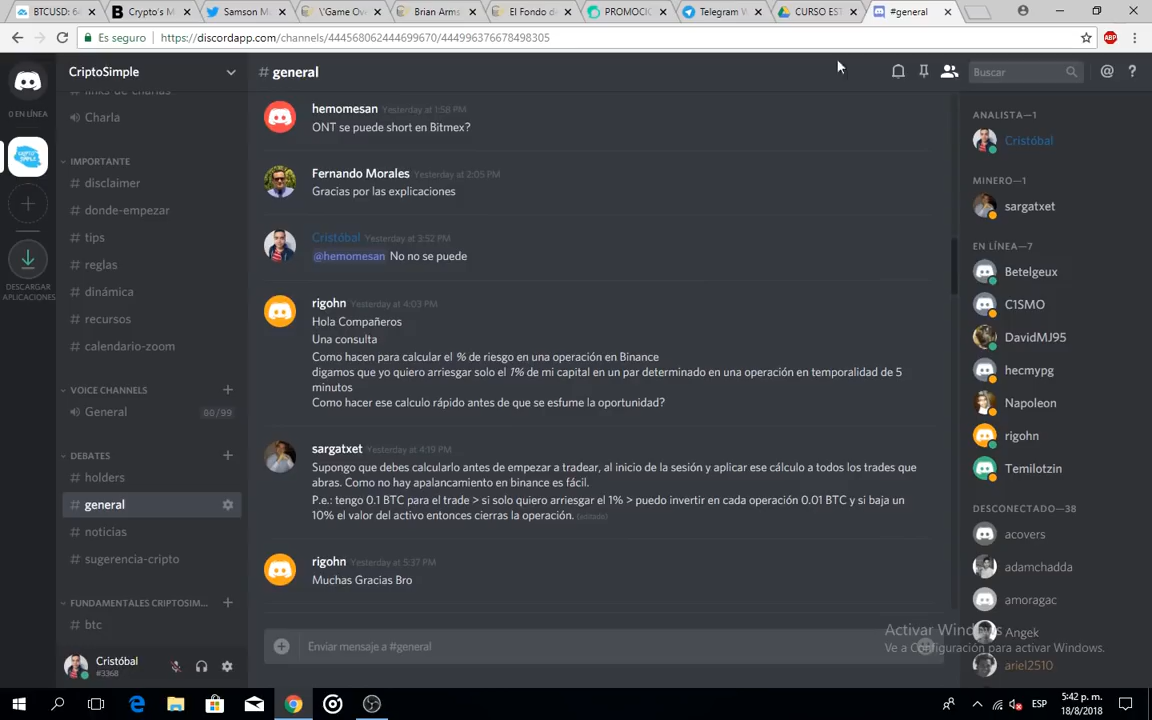 BTCUSD: 6
Crypto's M
Samson M
\'Game Ow
Brian Arms
El Fondo de
PROMOCIO
Telegram W
CURSO EST
#general
Es seguro
https://discordapp.com/channels/444568062444699670/444996376678498305
ABP
CriptoSimple
# general
Buscar
0 EN LÍNEA
links-de-charlas
Charla
IMPORTANTE
# disclaimer
# donde-empezar
# tips
# reglas
# dinámica
# recursos
# calendario-zoom
DESCARGAR
APLICACIONES
VOICE CHANNELS
General 00/99
DEBATES
# holders
# general
# noticias
# sugerencia-cripto
FUNDAMENTALES CRIPTOSIM...
# btc
Cristóbal
#3368
hemomesan Yesterday at 1:58 PM
ONT se puede short en Bitmex?
Fernando Morales Yesterday at 2:05 PM
Gracias por las explicaciones
Cristóbal Yesterday at 3:52 PM
@hemomesan No no se puede
rigohn Yesterday at 4:03 PM
Hola Compañeros
Una consulta
Como hacen para calcular el % de riesgo en una operación en Binance
digamos que yo quiero arriesgar solo el 1% de mi capital en un par determinado en una operación en temporalidad de 5
minutos
Como hacer ese calculo rápido antes de que se esfume la oportunidad?
sargatxet Yesterday at 4:19 PM
Supongo que debes calcularlo antes de empezar a tradear, al inicio de la sesión y aplicar ese cálculo a todos los trades que
abras. Como no hay apalancamiento en binance es fácil.
P.e.: tengo 0.1 BTC para el trade > si solo quiero arriesgar el 1% > puedo invertir en cada operación 0.01 BTC y si baja un
10% el valor del activo entonces cierras la operación. (editado)
rigohn Yesterday at 5:37 PM
Muchas Gracias Bro
Enviar mensaje a #general
ANALISTA—1
Cristóbal
MINERO—1
sargatxet
EN LÍNEA—7
Betelgeux
C1SMO
DavidMJ95
hecmypg
Napoleon
rigohn
Temilotzin
DESCONECTADO—38
acovers
adamchadda
amoragac
Angek
ariel2510
Activar Windows
Ve a Configuración para activar Windows.
ESP
5:42 p. m.
18/8/2018